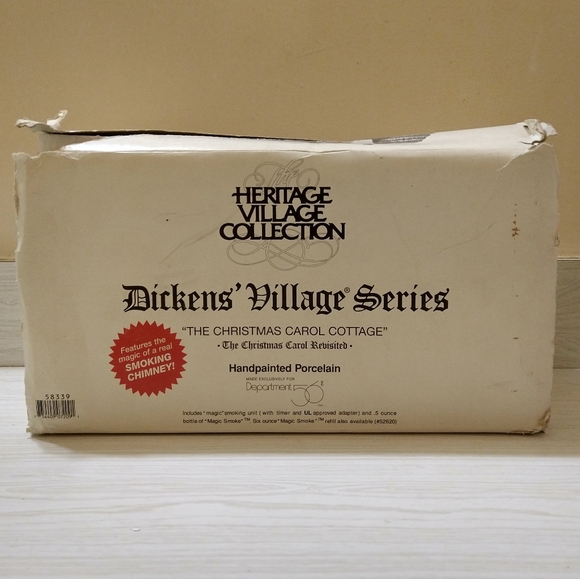 The
HERITAGE
VILLAGE
COLLECTION
Dickens' Village® Series
"THE CHRISTMAS CAROL COTTAGE"
• The Christmas Carol Revisited •
Handpainted Porcelain
MADE EXCLUSIVELY FOR
Department 56®
Features the
magic of a real
SMOKING
CHIMNEY!
58339
Includes "magic" smoking unit (with timer and UL approved adapter) and .5 ounce
bottle of "Magic Smoke"™ Six ounce "Magic Smoke"™ refill also available (#52620)